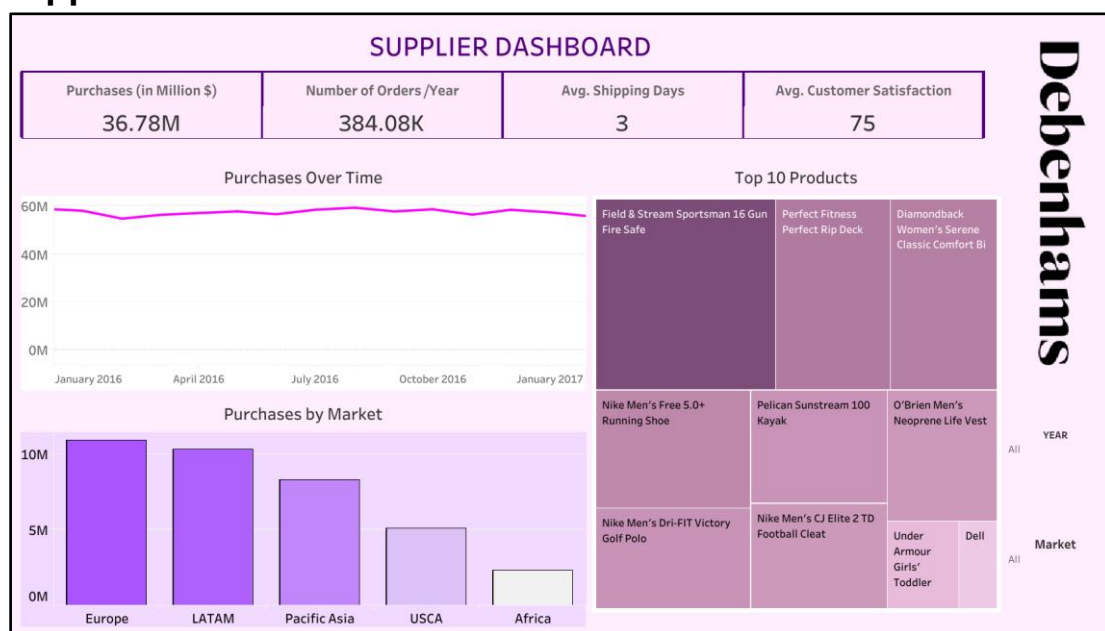 SUPPLIER DASHBOARD
Debenhams
Purchases (in Million $)
36.78M
Number of Orders /Year
384.08K
Avg. Shipping Days
3
Avg. Customer Satisfaction
75
Purchases Over Time
60M
40M
20M
0M
January 2016
April 2016
July 2016
October 2016
January 2017
Top 10 Products
Field & Stream Sportsman 16 Gun
Fire Safe
Perfect Fitness
Perfect Rip Deck
Diamondback
Women's Serene
Classic Comfort Bi
Nike Men's Free 5.0+
Running Shoe
Pelican Sunstream 100
Kayak
O'Brien Men's
Neoprene Life Vest
Nike Men's Dri-FIT Victory
Golf Polo
Nike Men's CJ Elite 2 TD
Football Cleat
Under
Armour
Girls'
Toddler
Dell
Purchases by Market
10M
5M
0M
Europe
LATAM
Pacific Asia
USCA
Africa
YEAR
All
Market
All